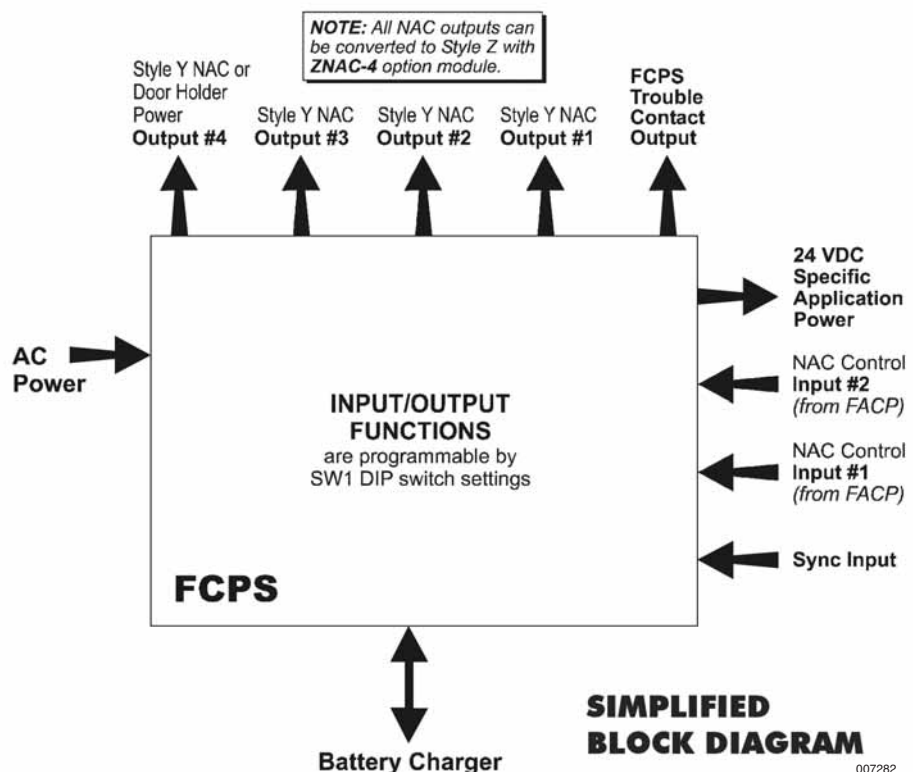 NOTE: All NAC outputs can
be converted to Style Z with
ZNAC-4 option module.
Style Y NAC or
Door Holder
Power
Output #4
Style Y NAC
Output #3
Style Y NAC
Output #2
Style Y NAC
Output #1
FCPS
Trouble
Contact
Output
24 VDC
Specific
Application
Power
AC
Power
NAC Control
Input #2
(from FACP)
INPUT/OUTPUT
FUNCTIONS
are programmable by
SW1 DIP switch settings
NAC Control
Input #1
(from FACP)
Sync Input
FCPS
Battery Charger
SIMPLIFIED
BLOCK DIAGRAM
007282